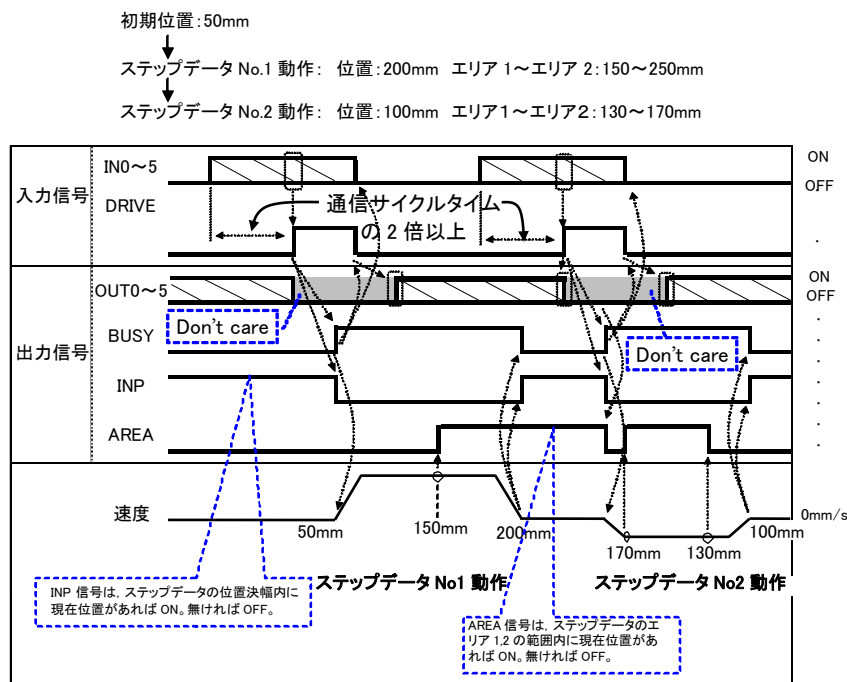 初期位置:50mm
ステップデータ No.1 動作: 位置:200mm エリア 1～エリア 2:150～250mm
ステップデータ No.2 動作: 位置:100mm エリア1～エリア2:130～170mm
入力信号
IN0～5
ON
OFF
DRIVE
通信サイクルタイム
の 2 倍以上
.
出力信号
OUT0～5
ON
OFF
Don't care
Don't care
BUSY
.
.
INP
.
.
AREA
.
.
速度
0mm/s
50mm
150mm
200mm
170mm
130mm
100mm
ステップデータ No1 動作
ステップデータ No2 動作
INP 信号は，ステップデータの位置決幅内に
現在位置があれば ON。無ければ OFF。
AREA 信号は，ステップデータのエ
リア 1,2 の範囲内に現在位置があ
れば ON。無ければ OFF。